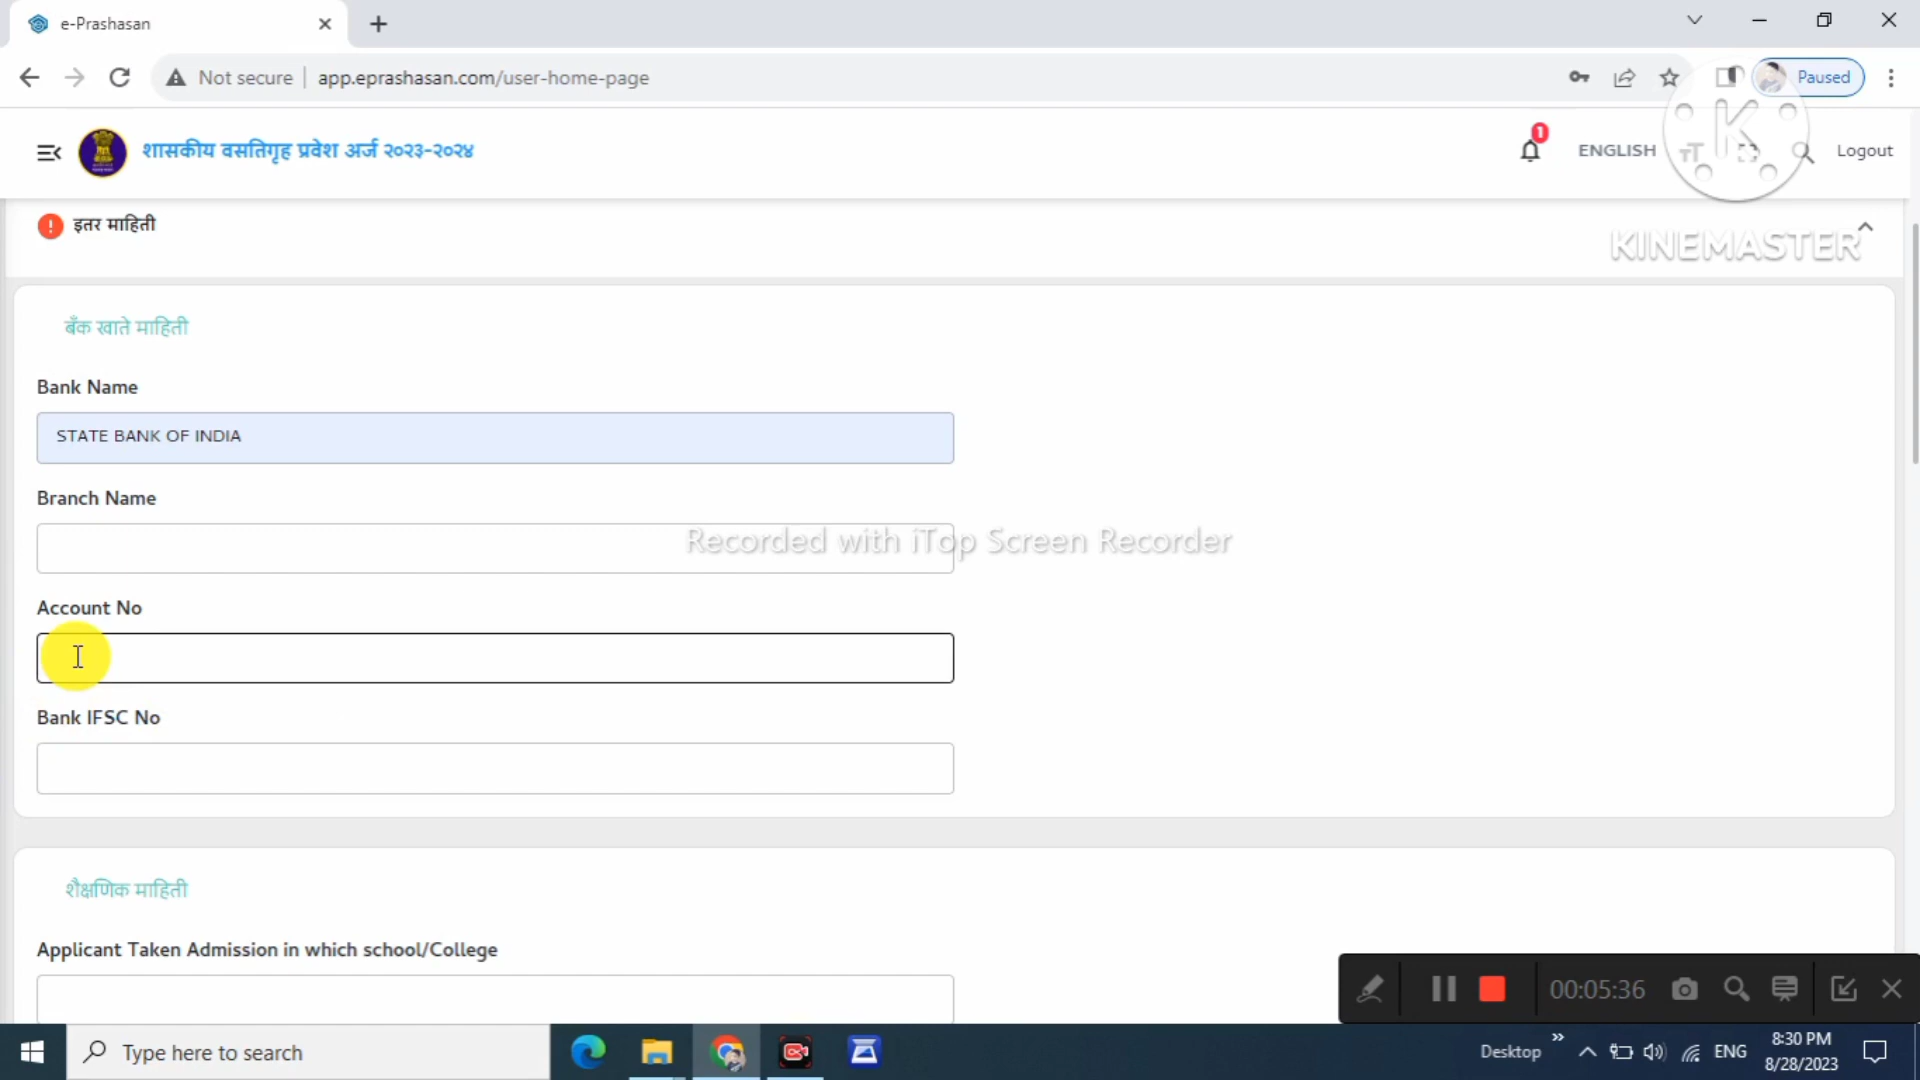 e-Prashasan
Not secure
app.eprashasan.com/user-home-page
Paused
शासकीय वसतिगृह प्रवेश अर्ज २०२३-२०२४
1
ENGLISH
TT
K
Logout
! इतर माहिती
KINEMASTER
बँक खाते माहिती
Bank Name
STATE BANK OF INDIA
Branch Name
Recorded with iTop Screen Recorder
Account No
Bank IFSC No
शैक्षणिक माहिती
Applicant Taken Admission in which school/College
00:05:36
Type here to search
Desktop
ENG
8:30 PM
8/28/2023